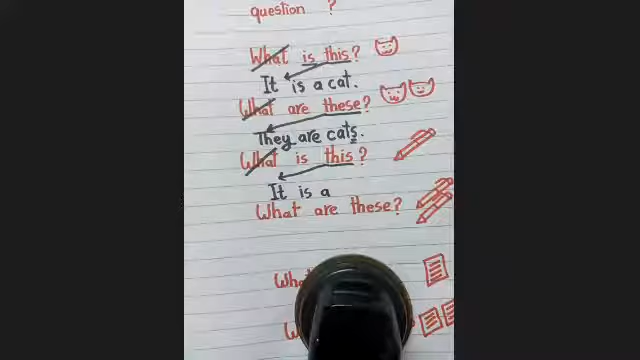 question ?
What is this?
It is a cat.
What are these?
They are cats.
What is this?
It is a
What are these?